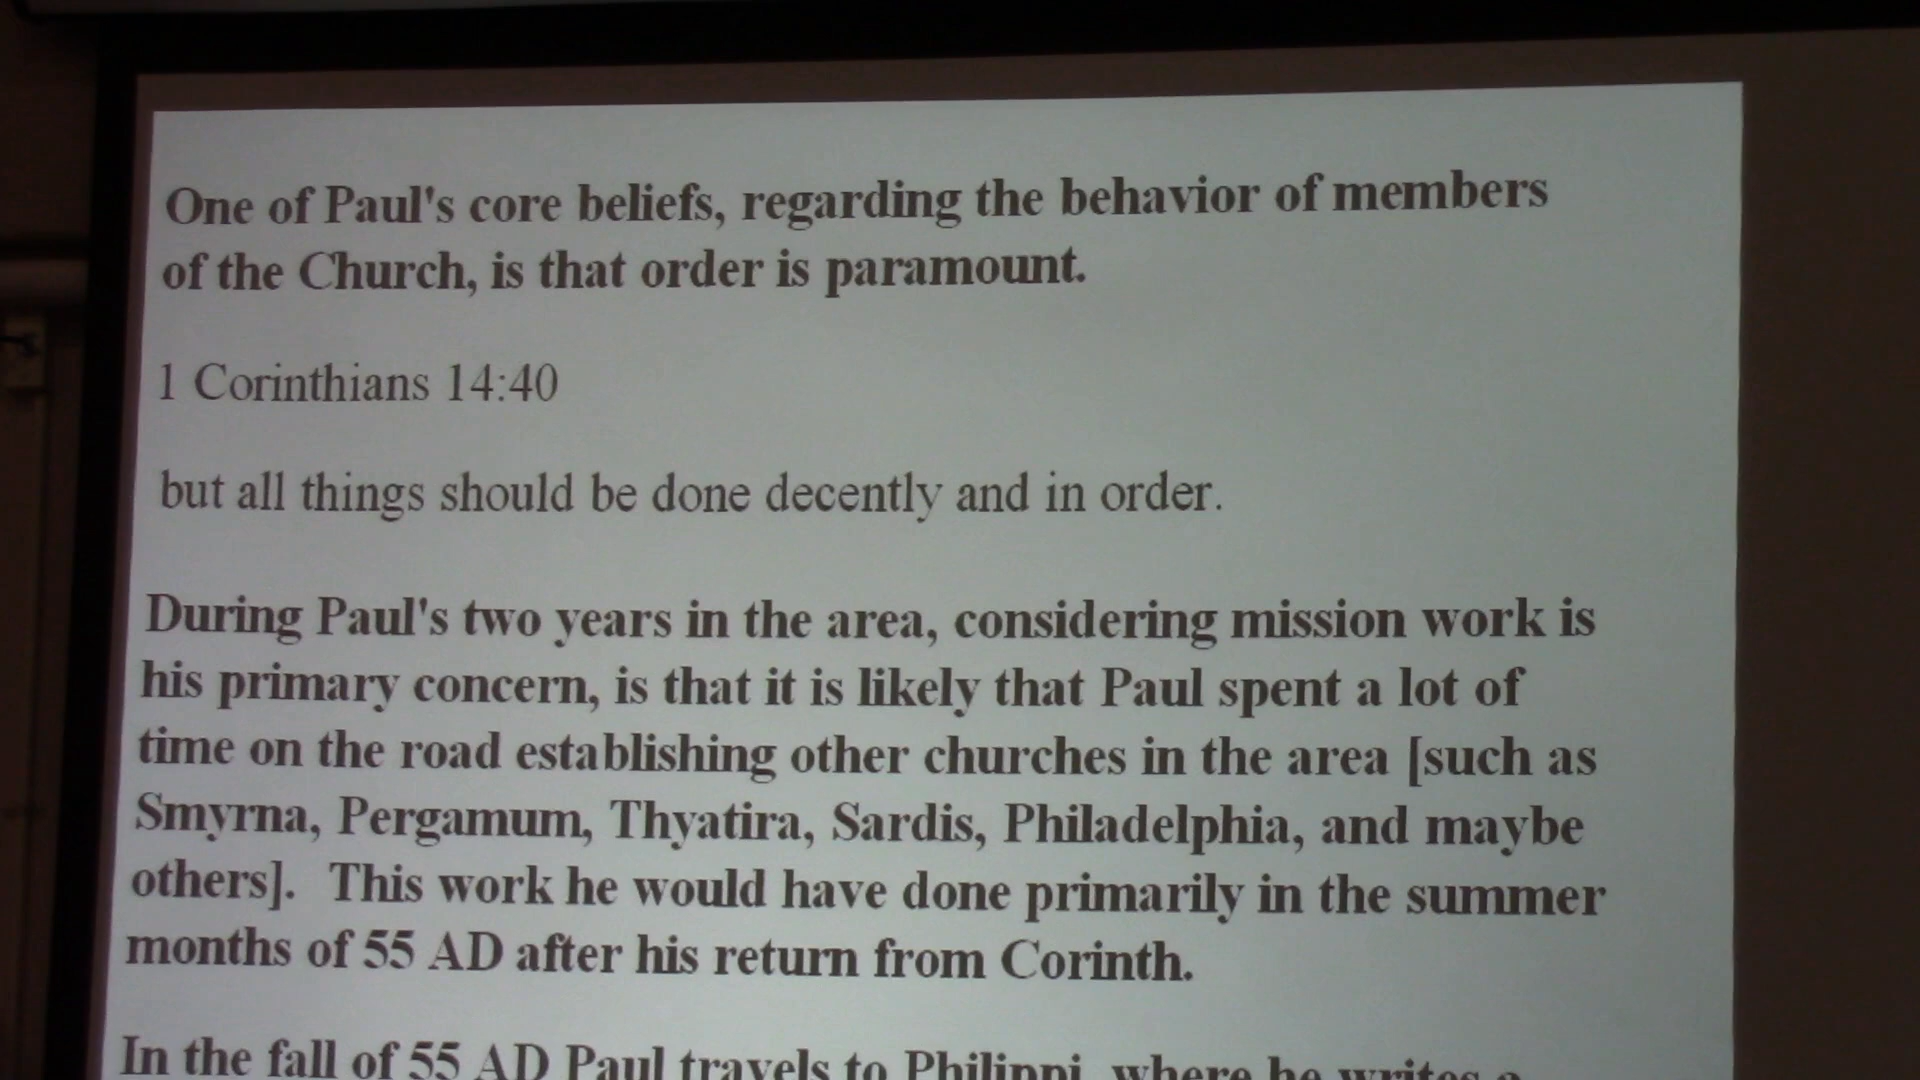 One of Paul's core beliefs, regarding the behavior of members
of the Church, is that order is paramount.
1 Corinthians 14:40
but all things should be done decently and in order.
During Paul's two years in the area, considering mission work is
his primary concern, is that it is likely that Paul spent a lot of
time on the road establishing other churches in the area [such as
Smyrna, Pergamum, Thyatira, Sardis, Philadelphia, and maybe
others].  This work he would have done primarily in the summer
months of 55 AD after his return from Corinth.
In the fall of 55 AD Paul travels to Philippi, where he writes a